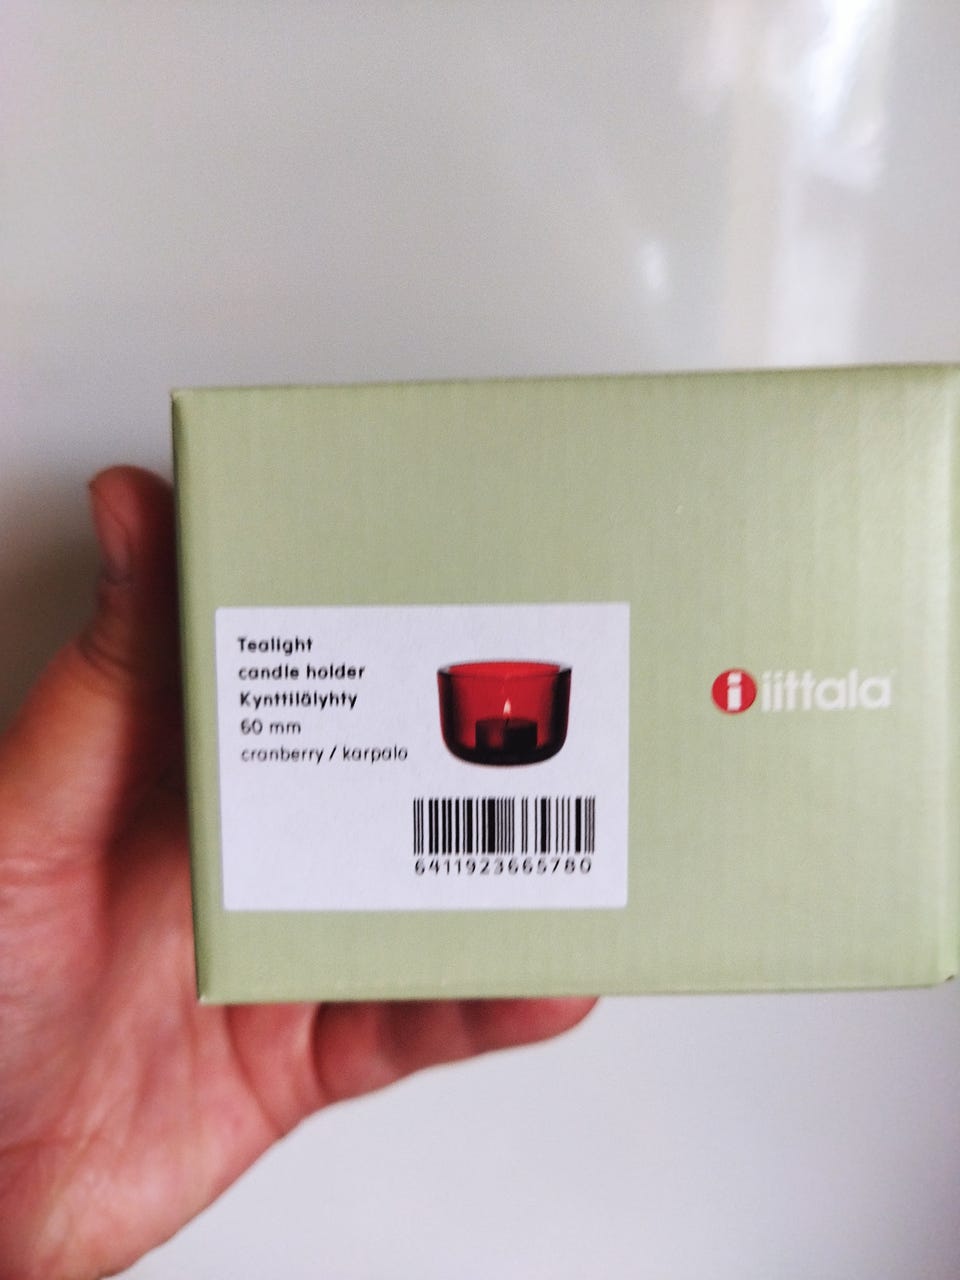 Tealight
candle holder
Kynttilälyhty
60 mm
cranberry / karpalo
6411923665780
i iittala